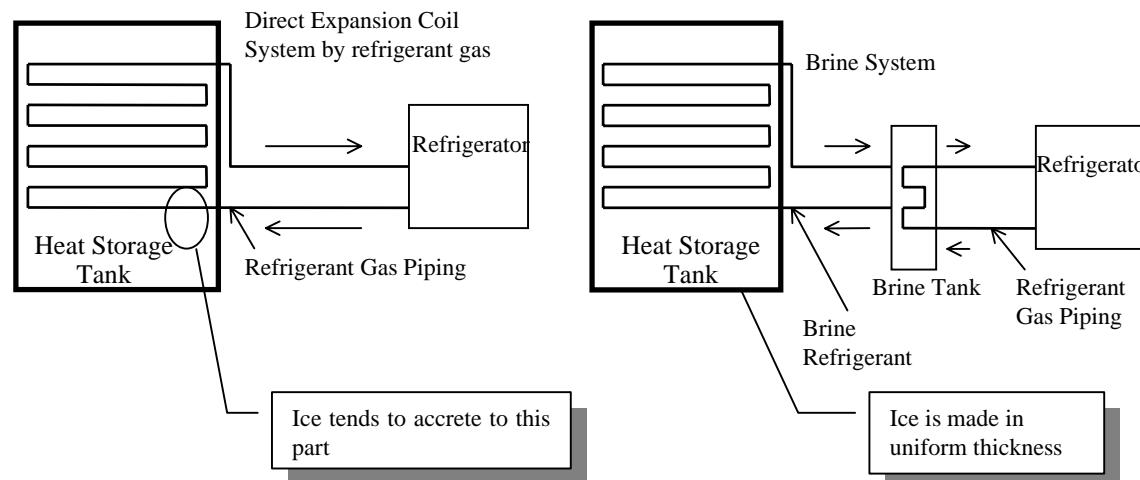 Direct Expansion Coil
System by refrigerant gas
Refrigerator
Heat Storage
Tank
Refrigerant Gas Piping
Ice tends to accrete to this
part
Brine System
Refrigerato
Heat Storage
Tank
Brine Tank
Refrigerant
Gas Piping
Brine
Refrigerant
Ice is made in
uniform thickness